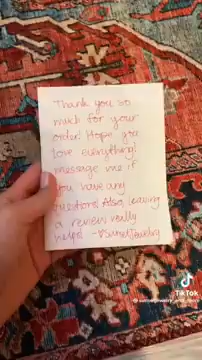 Thank you so
much for your
order! Hope you
love everything!
message me if
you have any
questions. Also, leaving
a review really
helps!
TikTok